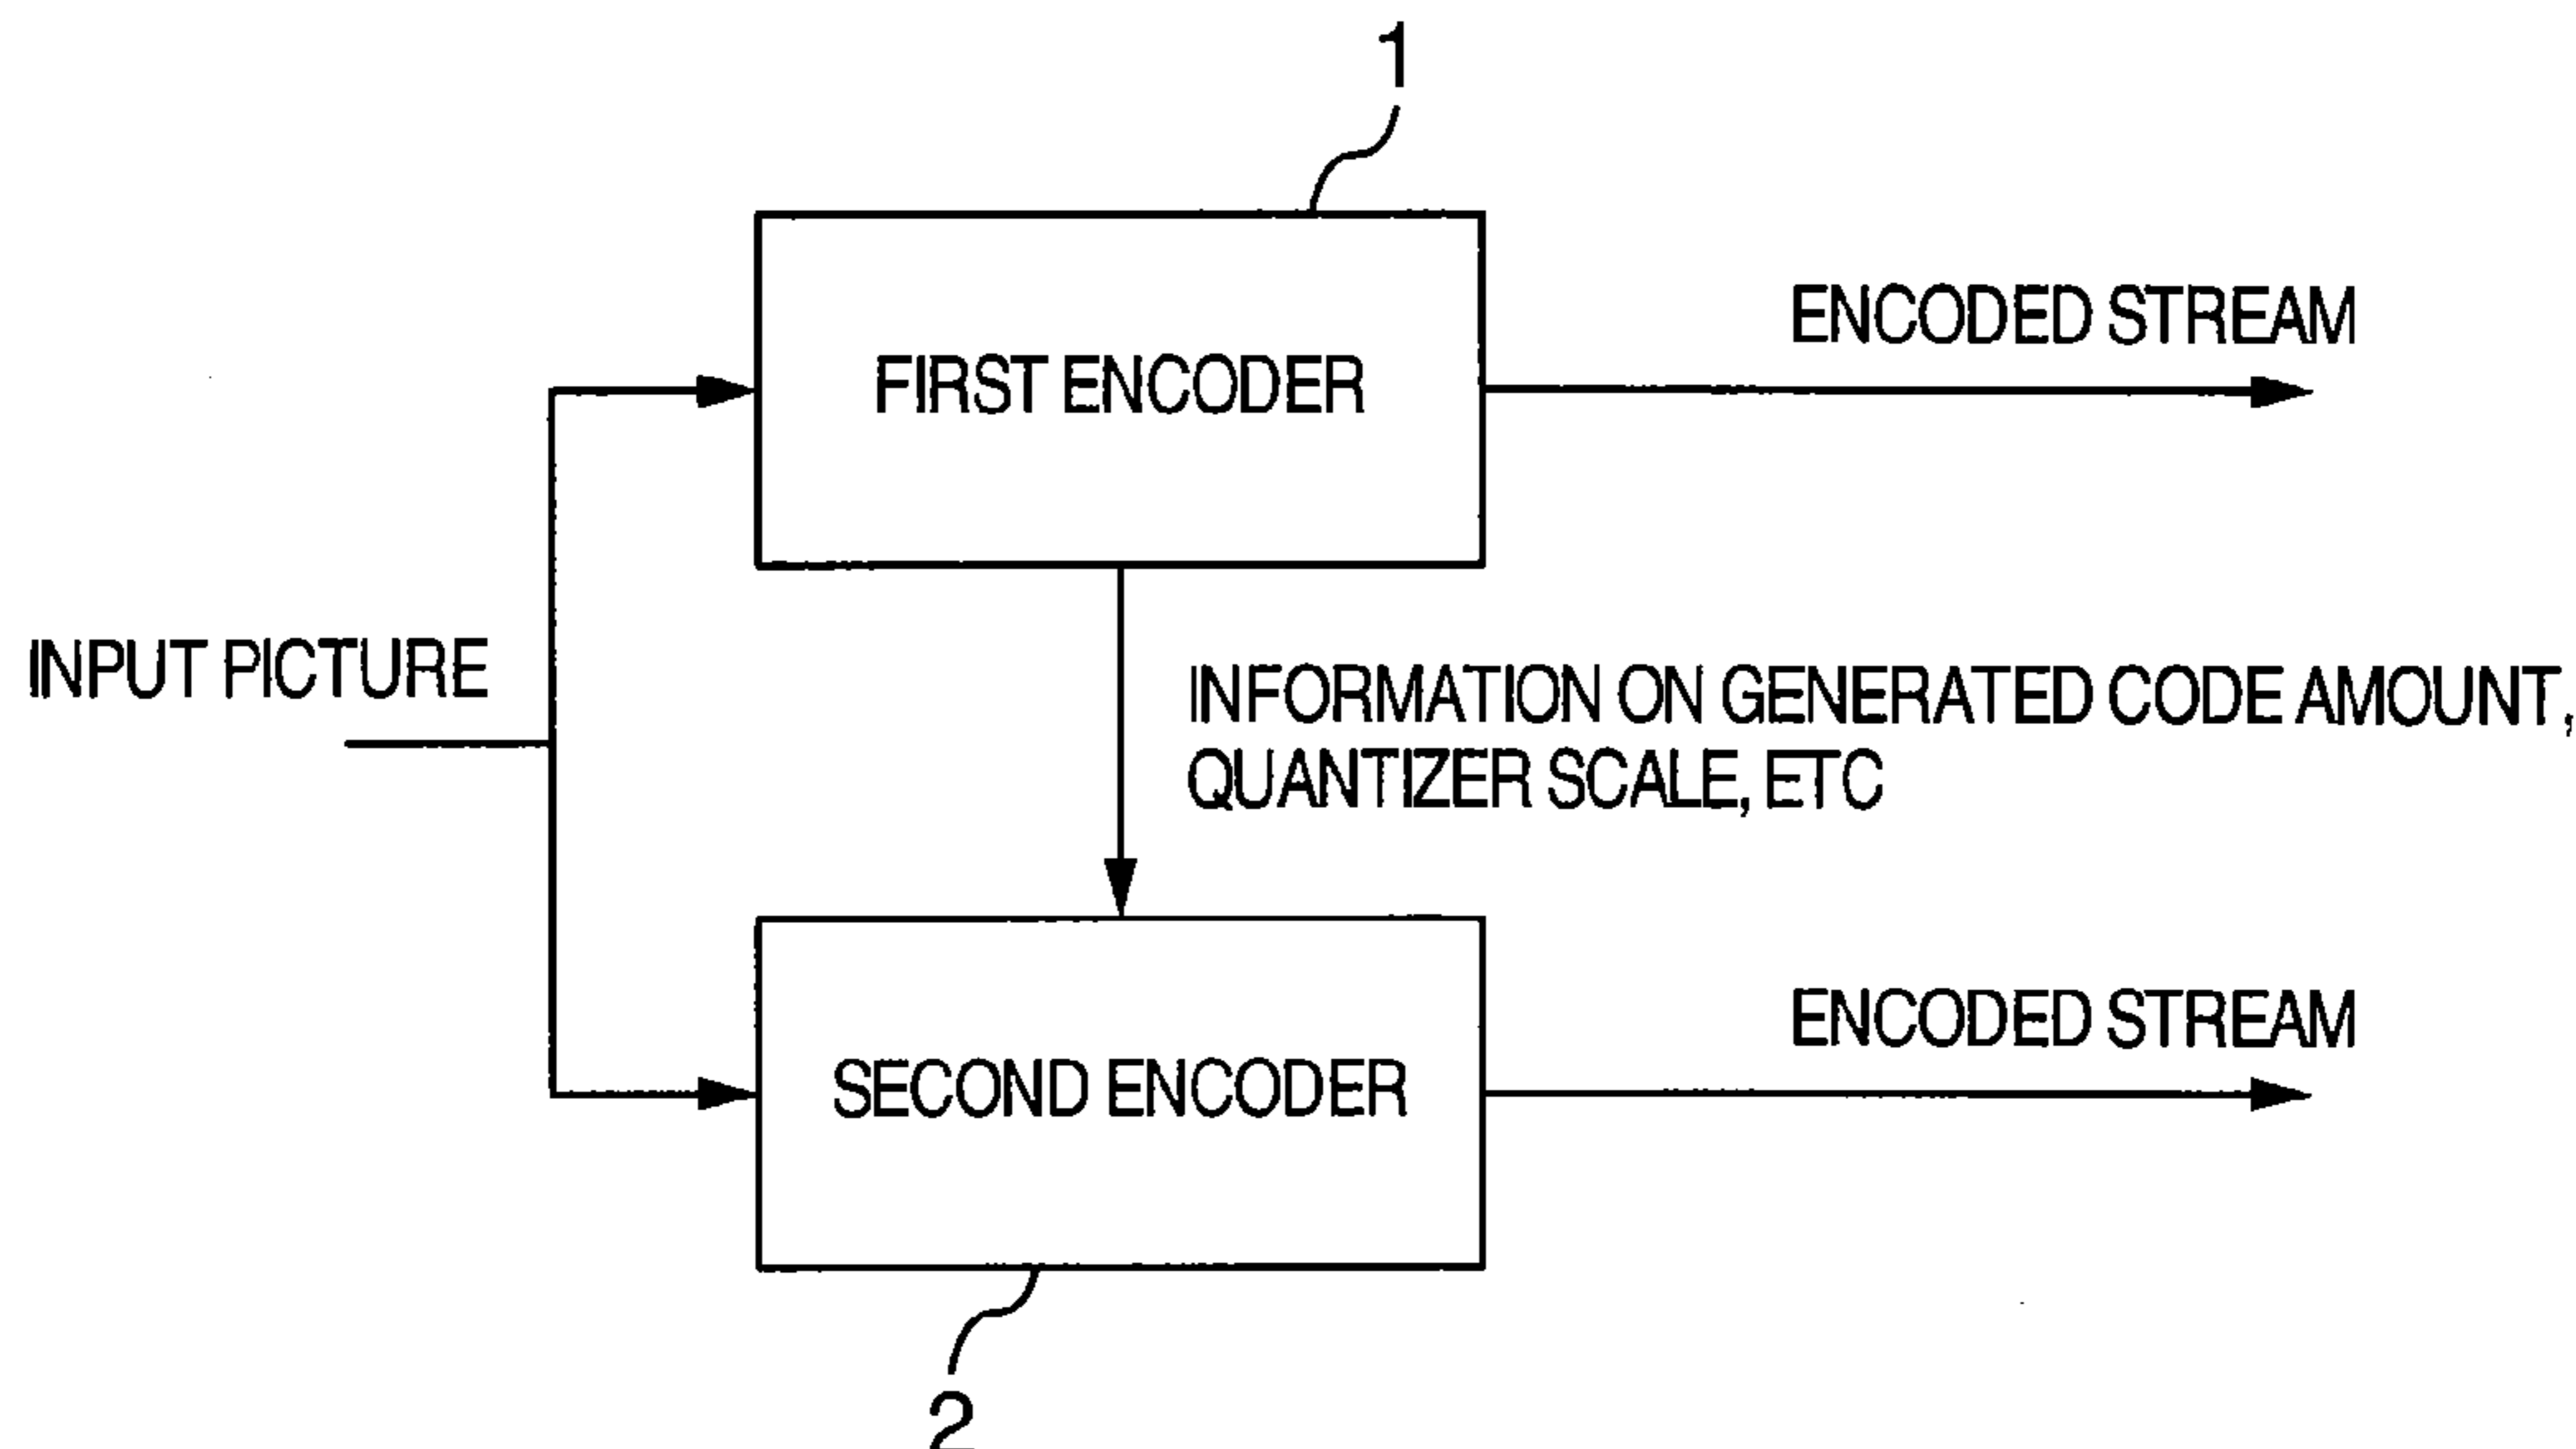 1
ENCODED STREAM
FIRST ENCODER
INPUT PICTURE
INFORMATION ON GENERATED CODE AMOUNT,
QUANTIZER SCALE, ETC
ENCODED STREAM
SECOND ENCODER
2